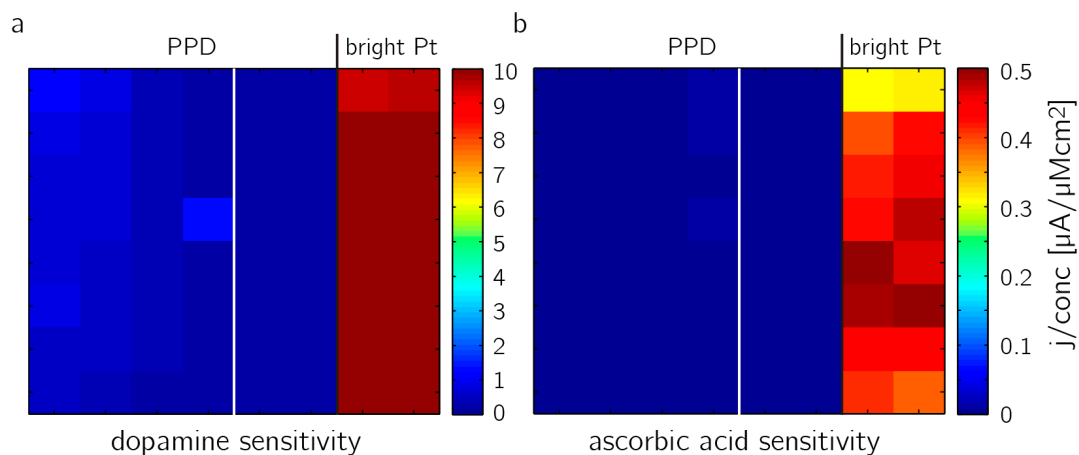 a
PPD
bright Pt
10
9
8
7
6
5
4
3
2
1
0
dopamine sensitivity
b
PPD
bright Pt
0.5
0.4
0.3
0.2
0.1
0
j/conc [µA/µMcm²]
ascorbic acid sensitivity